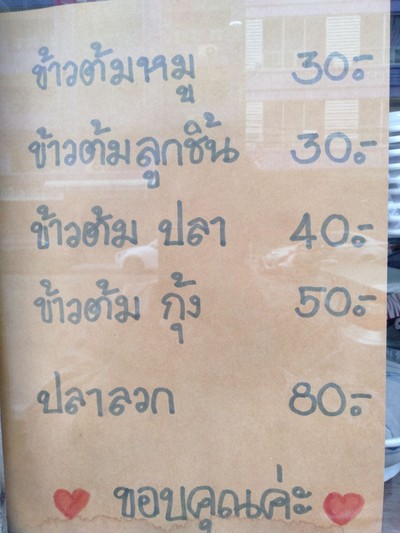 ข้าวต้มหมู 30.-
ข้าวต้มลูกชิ้น 30.-
ข้าวต้ม ปลา 40.-
ข้าวต้ม กุ้ง 50.-
ปลาลวก 80.-
ขอบคุณค่ะ